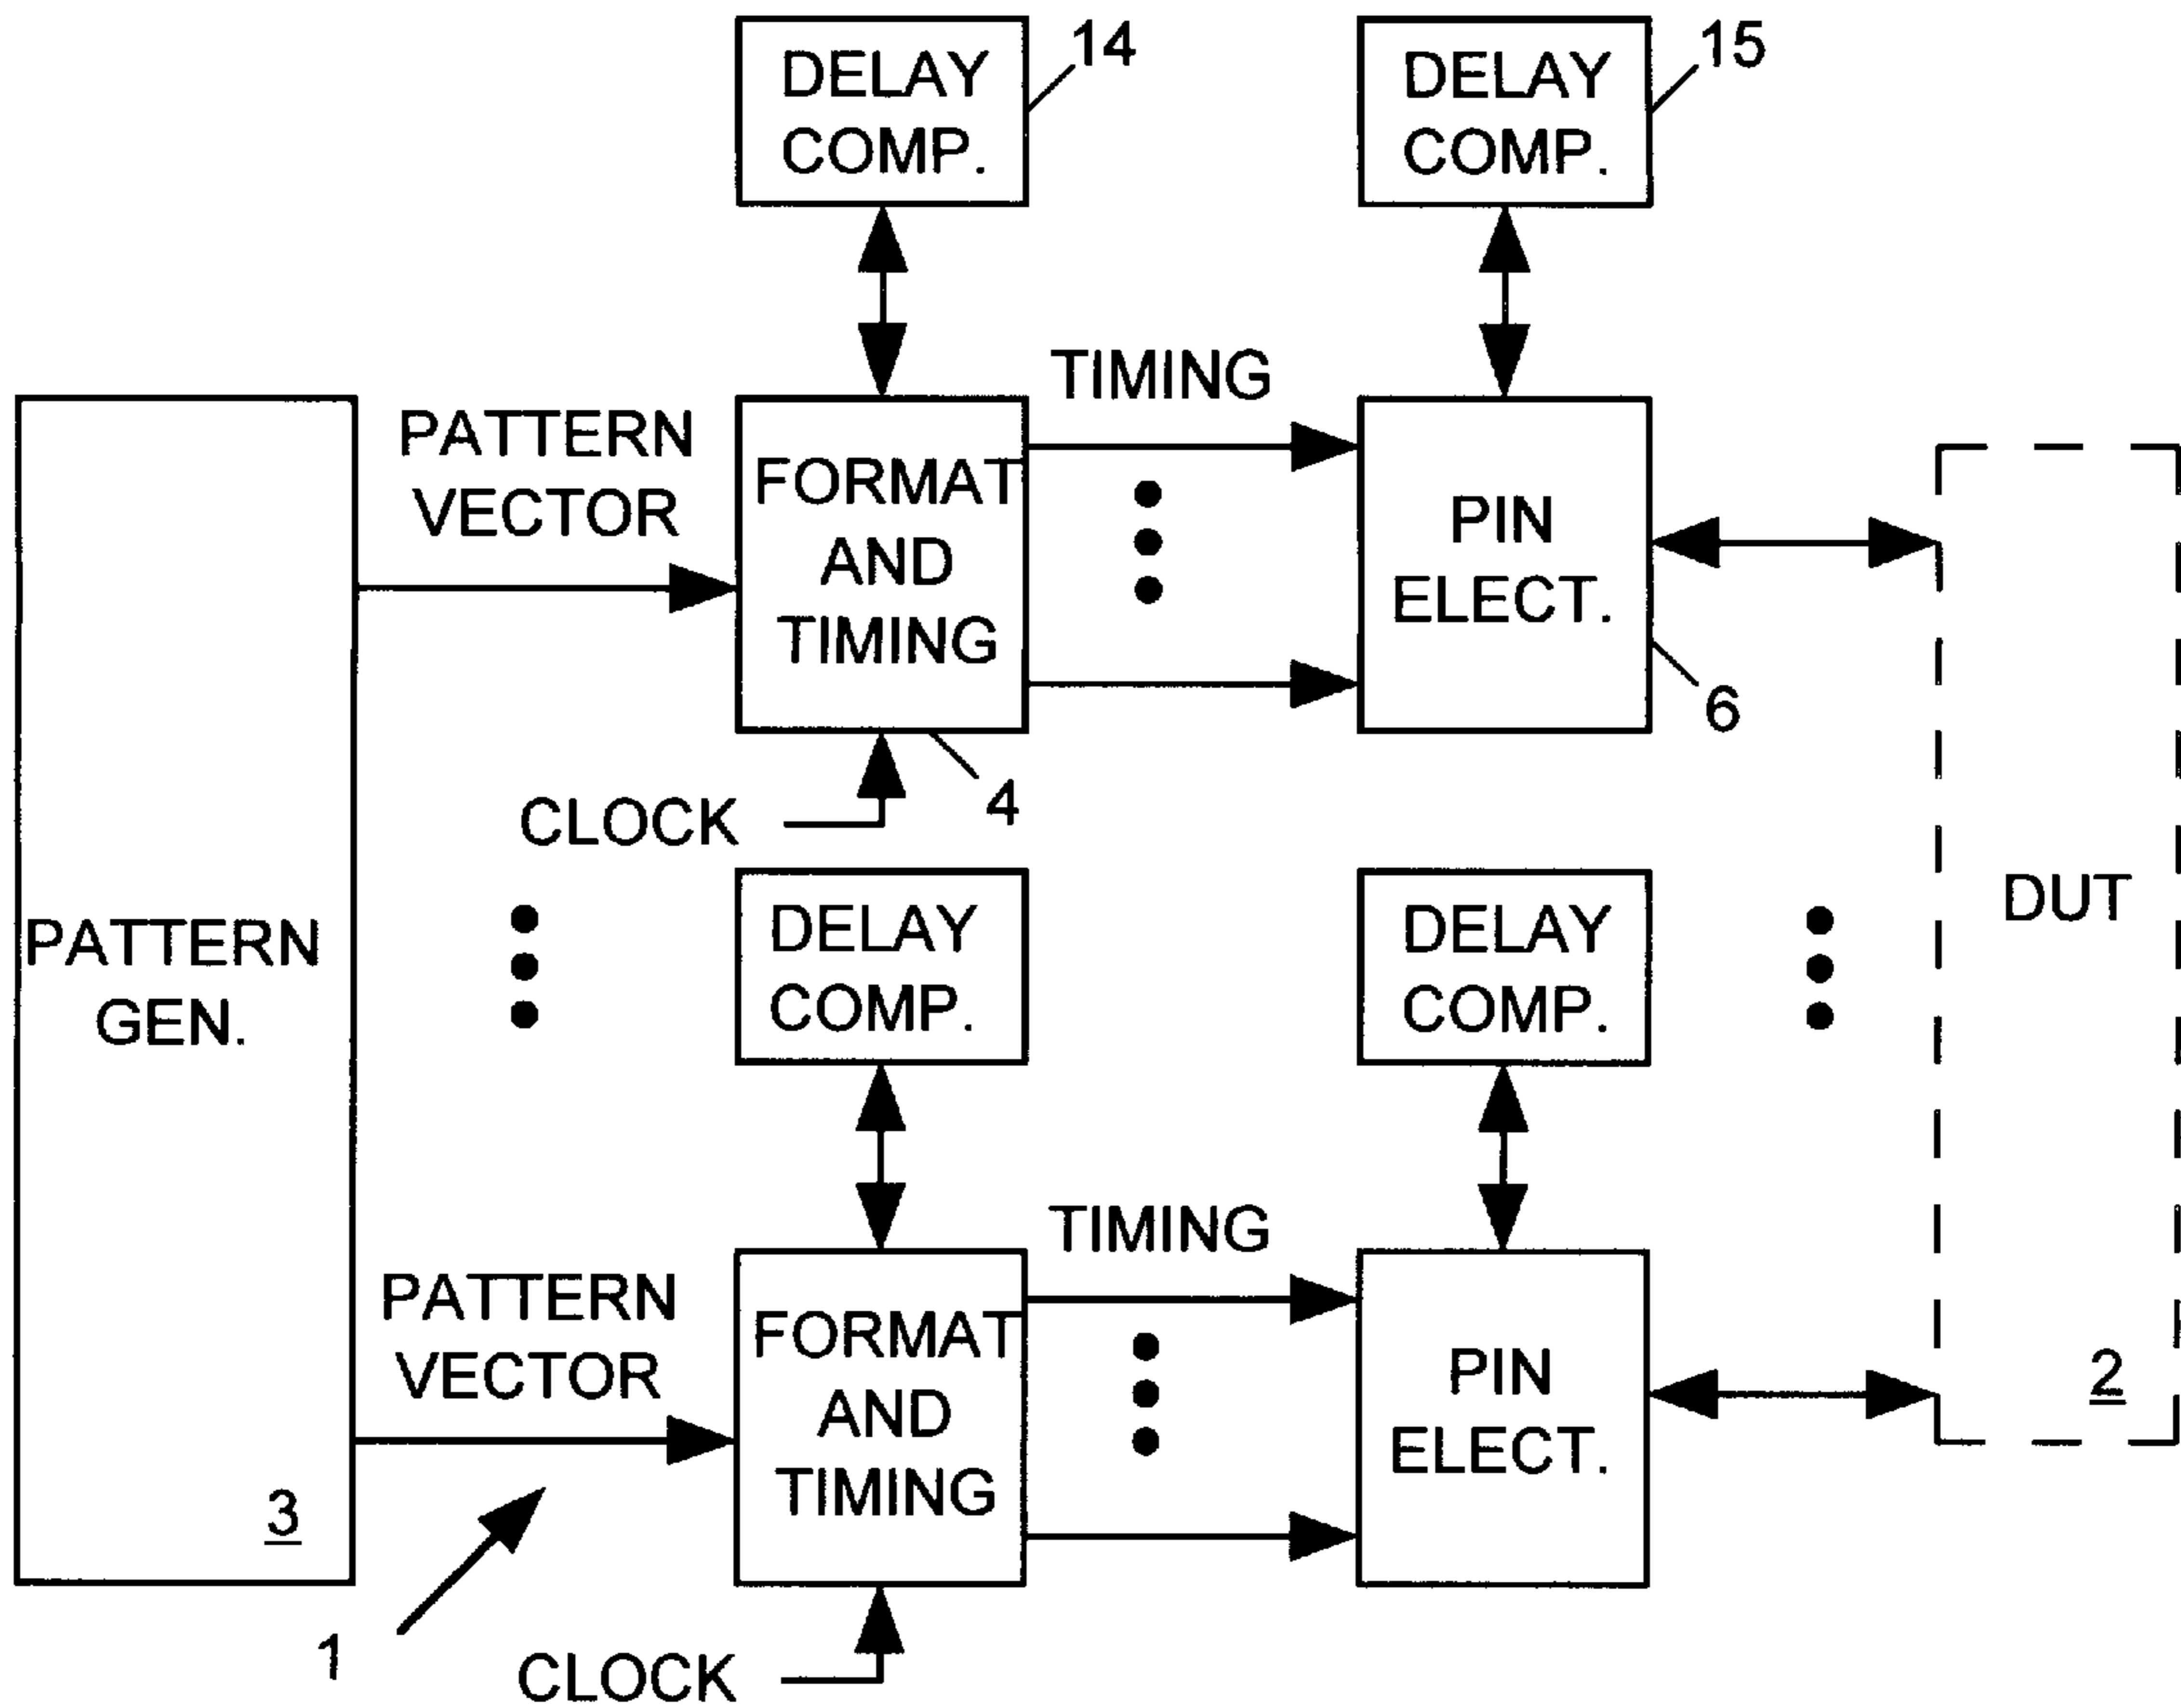 DELAY
COMP.
14
DELAY
COMP.
15
PATTERN
VECTOR
FORMAT
AND
TIMING
TIMING
PIN
ELECT.
6
4
CLOCK
PATTERN
GEN.
3
DELAY
COMP.
DELAY
COMP.
DUT
2
PATTERN
VECTOR
FORMAT
AND
TIMING
TIMING
PIN
ELECT.
1
CLOCK